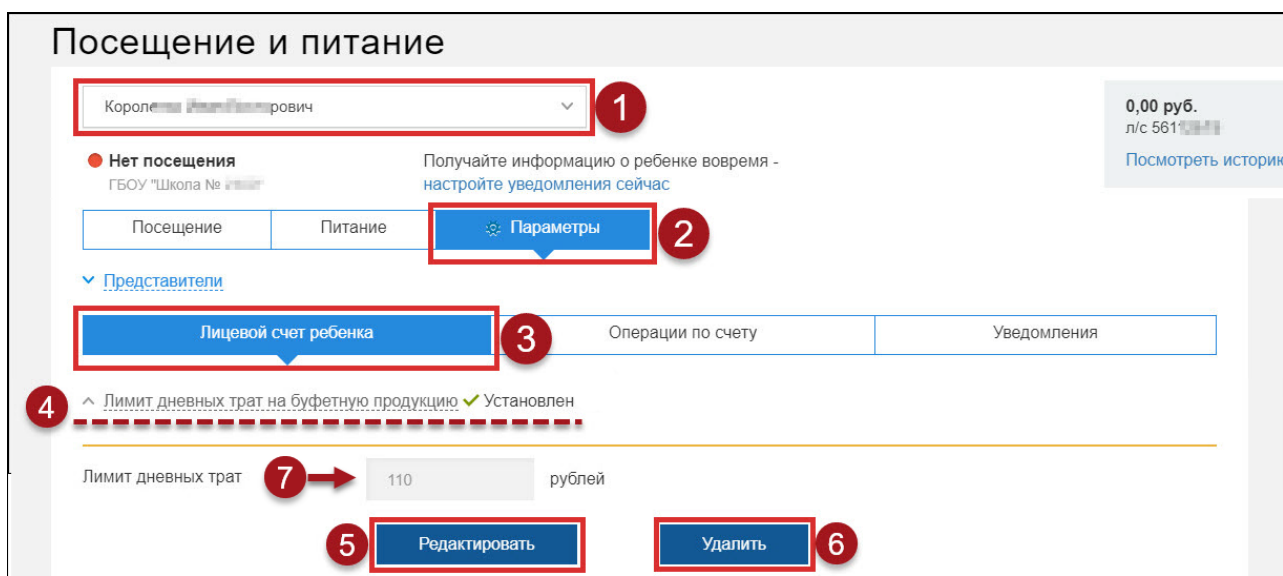 Посещение и питание
1
0,00 руб.
л/с 561
Посмотреть историю
Нет посещения
ГБОУ "Школа №
Получайте информацию о ребенке вовремя -
настройте уведомления сейчас
Посещение Питание Параметры 2
Представители
Лицевой счет ребенка 3 Операции по счету Уведомления
4 Лимит дневных трат на буфетную продукцию Установлен
Лимит дневных трат 7 110 рублей
5 Редактировать Удалить 6